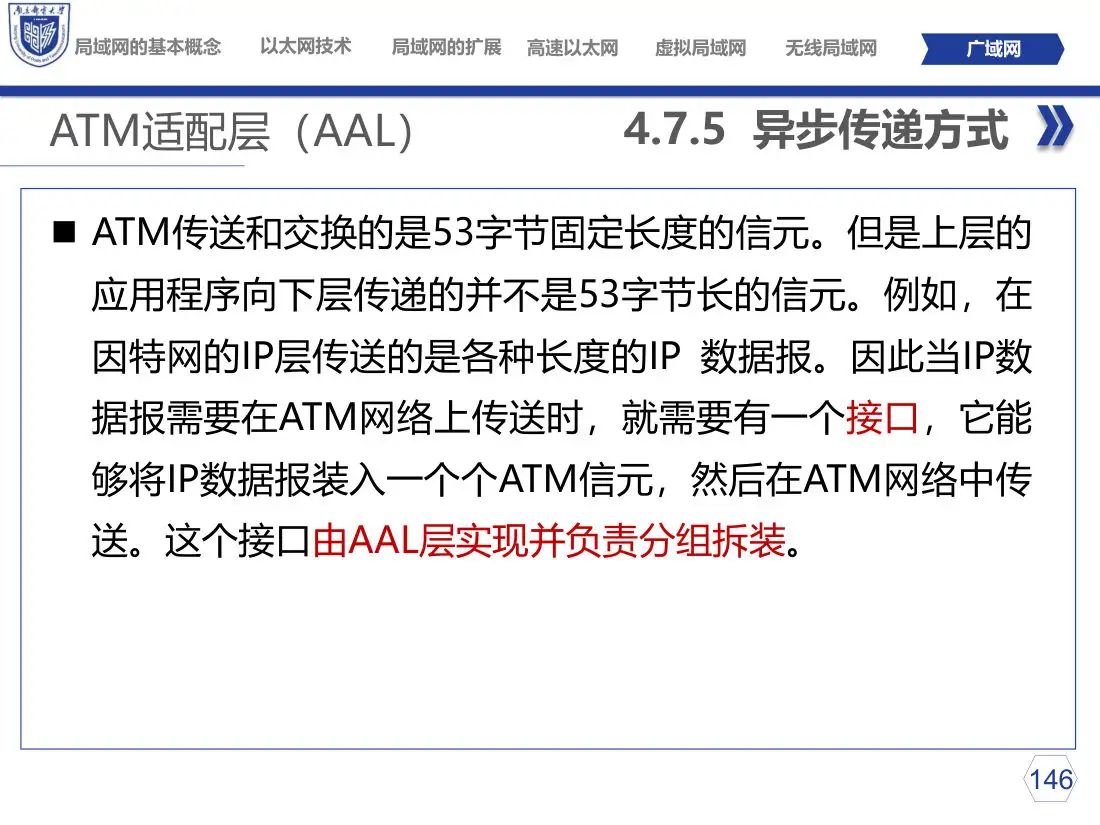 南京邮电大学
局域网的基本概念 以太网技术 局域网的扩展 高速以太网 虚拟局域网 无线局域网 广域网
ATM适配层（AAL）
4.7.5 异步传递方式
■ ATM传送和交换的是53字节固定长度的信元。但是上层的
应用程序向下层传递的并不是53字节长的信元。例如，在
因特网的IP层传送的是各种长度的IP 数据报。因此当IP数
据报需要在ATM网络上传送时，就需要有一个接口，它能
够将IP数据报装入一个个ATM信元，然后在ATM网络中传
送。这个接口由AAL层实现并负责分组拆装。
146